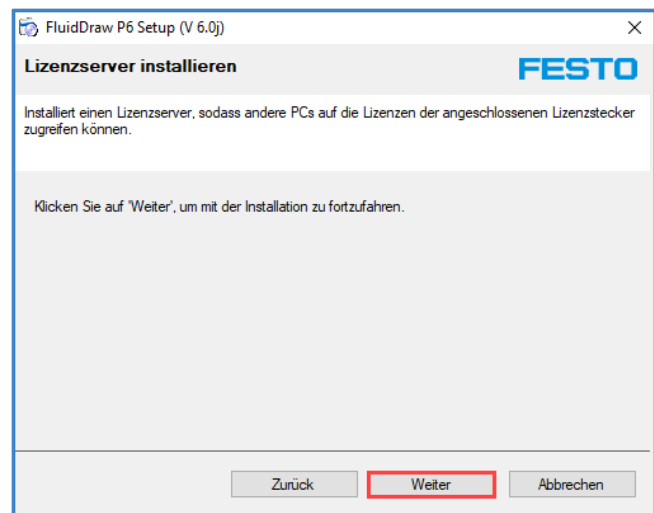 FluidDraw P6 Setup (V 6.0j)
Lizenzserver installieren
FESTO
Installiert einen Lizenzserver, sodass andere PCs auf die Lizenzen der angeschlossenen Lizenzstecker
zugreifen können.
Klicken Sie auf 'Weiter', um mit der Installation zu fortzufahren.
Zurück
Weiter
Abbrechen